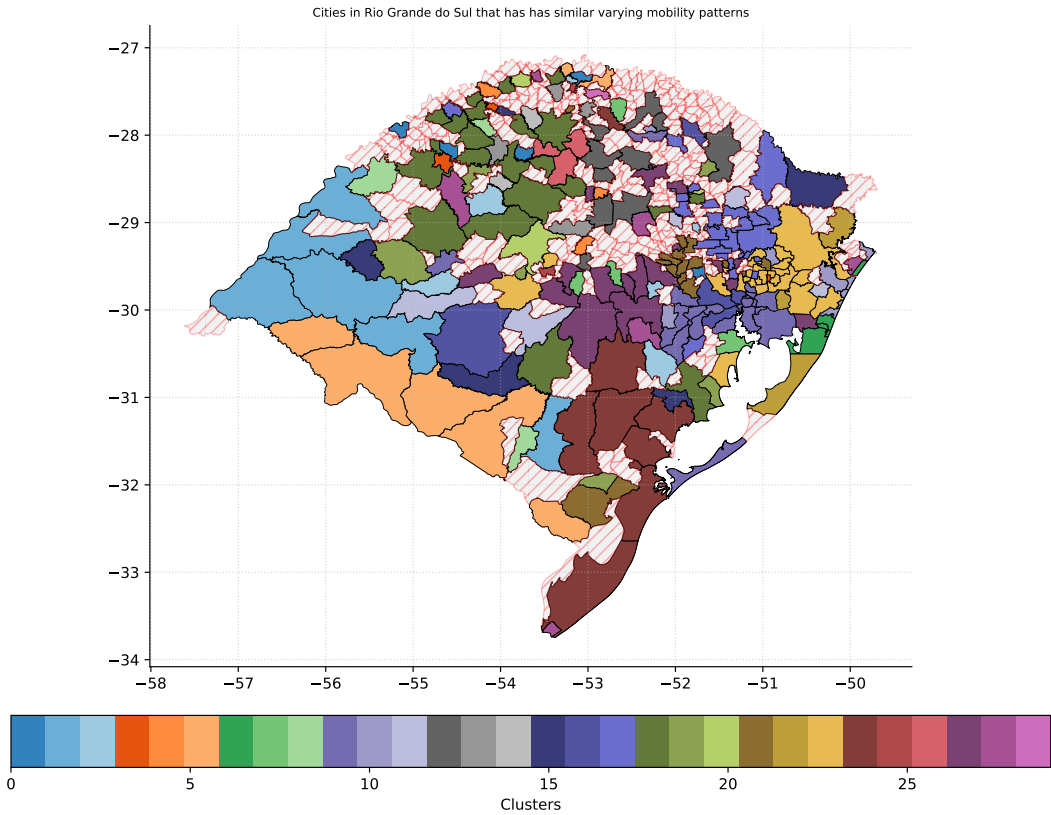 Cities in Rio Grande do Sul that has has similar varying mobility patterns
−27
−28
−29
−30
−31
−32
−33
−34
−58 −57 −56 −55 −54 −53 −52 −51 −50
0 5 10 15 20 25
Clusters